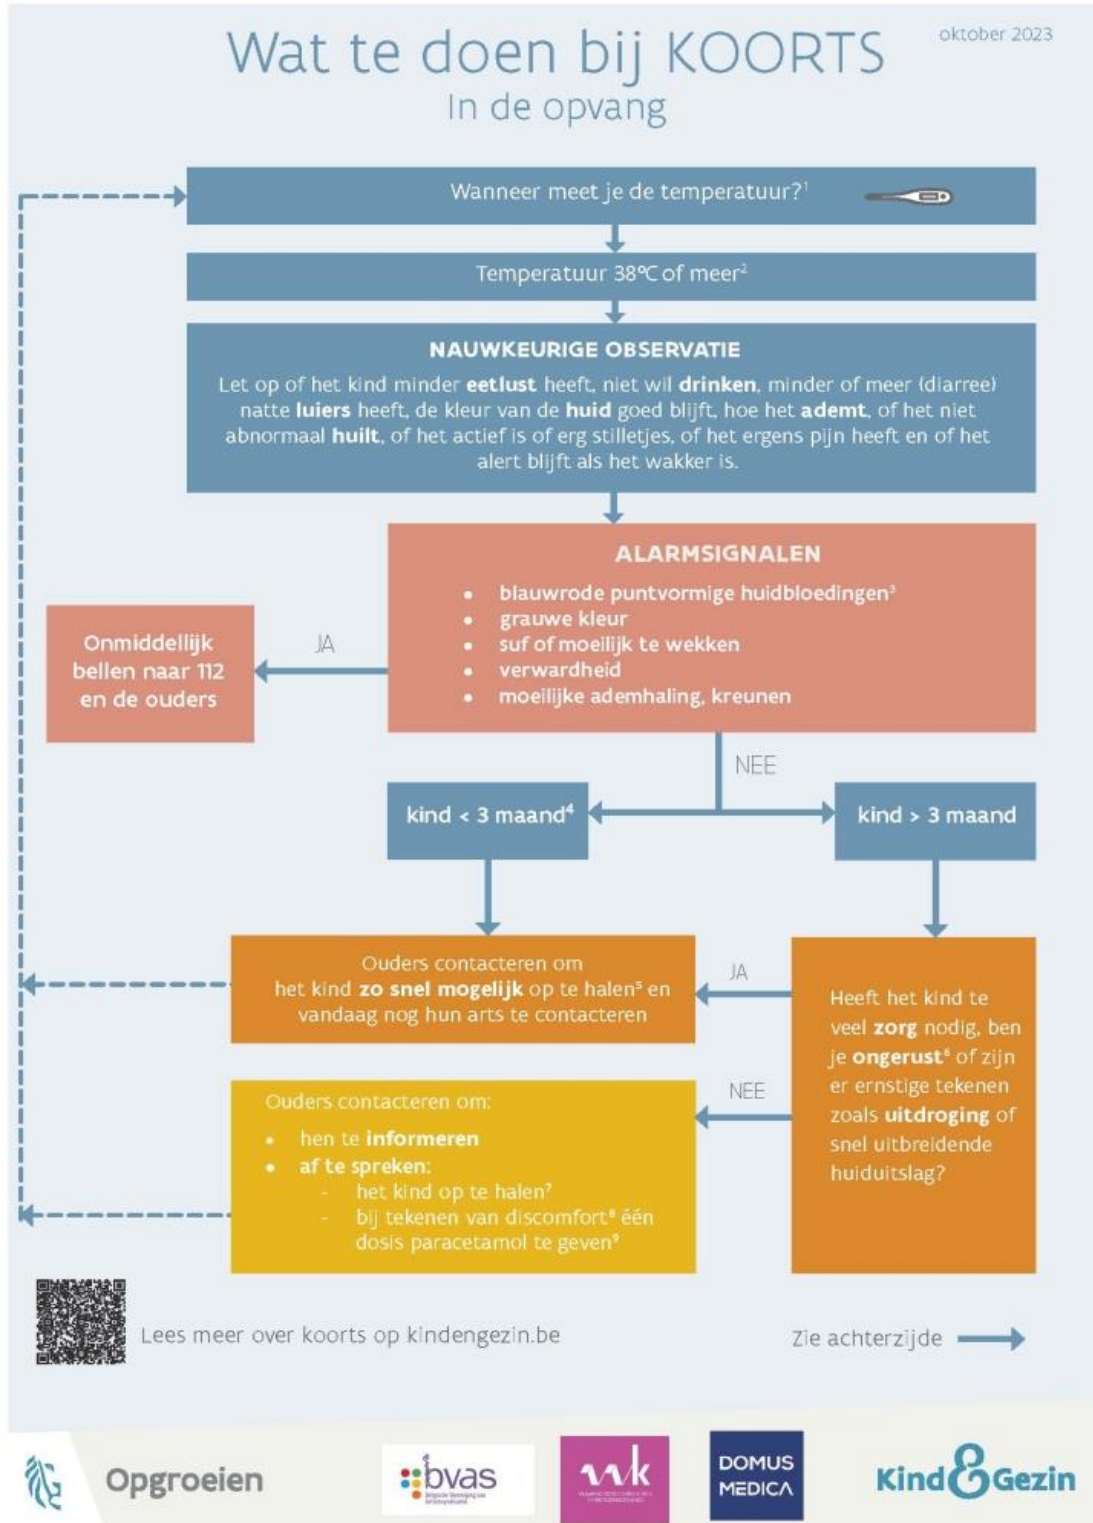 oktober 2023
Wat te doen bij KOORTS
In de opvang
Wanneer meet je de temperatuur?¹
Temperatuur 38°C of meer²
NAUWKEURIGE OBSERVATIE
Let op of het kind minder eetlust heeft, niet wil drinken, minder of meer (diarree)
natte luiers heeft, de kleur van de huid goed blijft, hoe het ademt, of het niet
abnormaal huilt, of het actief is of erg stilletjes, of het ergens pijn heeft en of het
alert blijft als het wakker is.
ALARMSIGNALEN
• blauwrode puntvormige huidbloedingen³
• grauwe kleur
• suf of moeilijk te wekken
• verwardheid
• moeilijke ademhaling, kreunen
JA
Onmiddellijk
bellen naar 112
en de ouders
NEE
kind < 3 maand⁴
kind > 3 maand
Ouders contacteren om
het kind zo snel mogelijk op te halen⁵ en
vandaag nog hun arts te contacteren
JA
Heeft het kind te
veel zorg nodig, ben
je ongerust⁶ of zijn
er ernstige tekenen
zoals uitdroging of
snel uitbreidende
huiduitslag?
NEE
Ouders contacteren om:
• hen te informeren
• af te spreken:
- het kind op te halen⁷
- bij tekenen van discomfort⁸ één
dosis paracetamol te geven⁹
Lees meer over koorts op kindengezin.be
Zie achterzijde
Opgroeien
bvas
vvk
DOMUS
MEDICA
Kind & Gezin